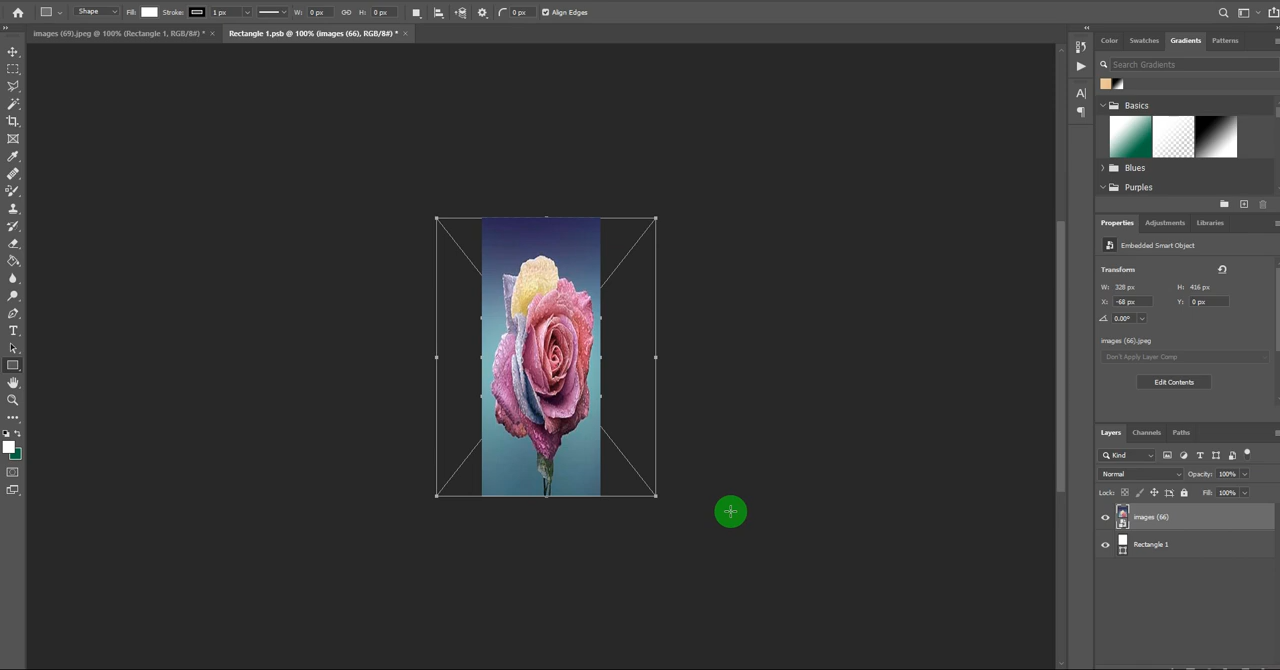 Shape Fill: Stroke: 1 px W: 0 px H: 0 px 0 px Align Edges
images (69).jpeg @ 100% (Rectangle 1, RGB/8#) * × Rectangle 1.psb @ 100% (images (66), RGB/8#) * ×
Color Swatches Gradients Patterns
Search Gradients
Basics
Blues
Purples
Properties Adjustments Libraries
Embedded Smart Object
Transform
W: 328 px H: 416 px
X: -68 px Y: 0 px
0.00°
images (66).jpeg
Don't Apply Layer Comp
Edit Contents
Layers Channels Paths
Kind
Normal Opacity: 100%
Lock: Fill: 100%
images (66)
Rectangle 1